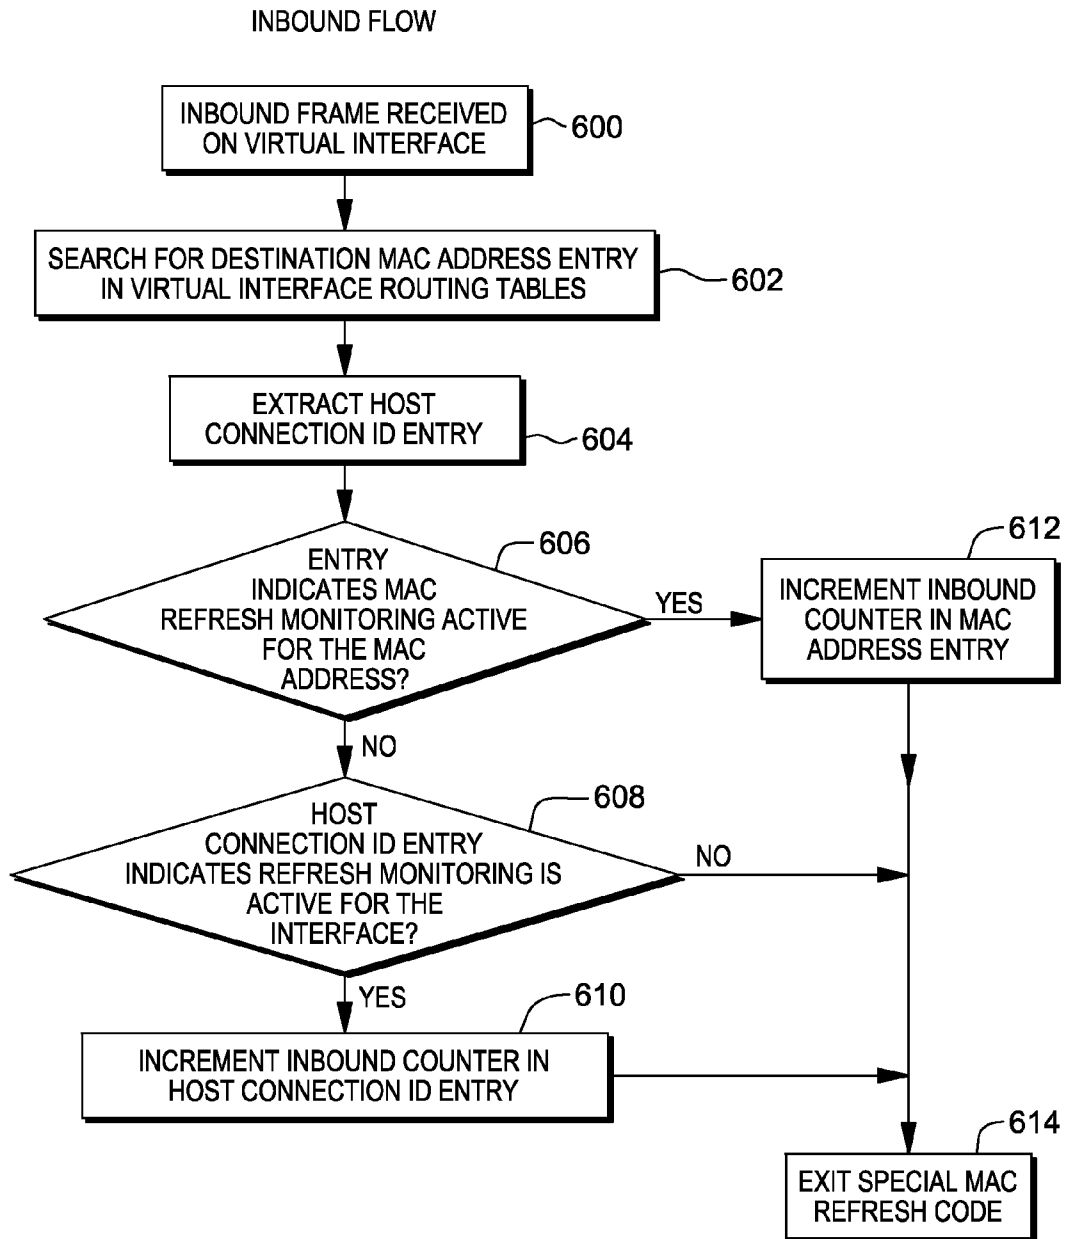 INBOUND FLOW
INBOUND FRAME RECEIVED
ON VIRTUAL INTERFACE
600
SEARCH FOR DESTINATION MAC ADDRESS ENTRY
IN VIRTUAL INTERFACE ROUTING TABLES
602
EXTRACT HOST
CONNECTION ID ENTRY
604
ENTRY
INDICATES MAC
REFRESH MONITORING ACTIVE
FOR THE MAC
ADDRESS?
606
YES
612
INCREMENT INBOUND
COUNTER IN MAC
ADDRESS ENTRY
NO
HOST
CONNECTION ID ENTRY
INDICATES REFRESH MONITORING IS
ACTIVE FOR THE
INTERFACE?
608
NO
YES
610
INCREMENT INBOUND COUNTER IN
HOST CONNECTION ID ENTRY
614
EXIT SPECIAL MAC
REFRESH CODE